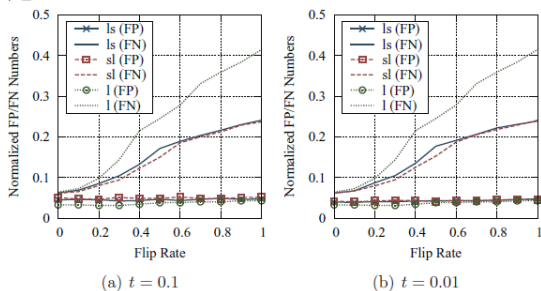 0.5
0.4
0.3
0.2
0.1
0
Normalized FP/FN Numbers
ls (FP)
ls (FN)
sl (FP)
sl (FN)
l (FP)
l (FN)
0 0.2 0.4 0.6 0.8 1
Flip Rate
(a) t = 0.1
0.5
0.4
0.3
0.2
0.1
0
Normalized FP/FN Numbers
ls (FP)
ls (FN)
sl (FP)
sl (FN)
l (FP)
l (FN)
0 0.2 0.4 0.6 0.8 1
Flip Rate
(b) t = 0.01